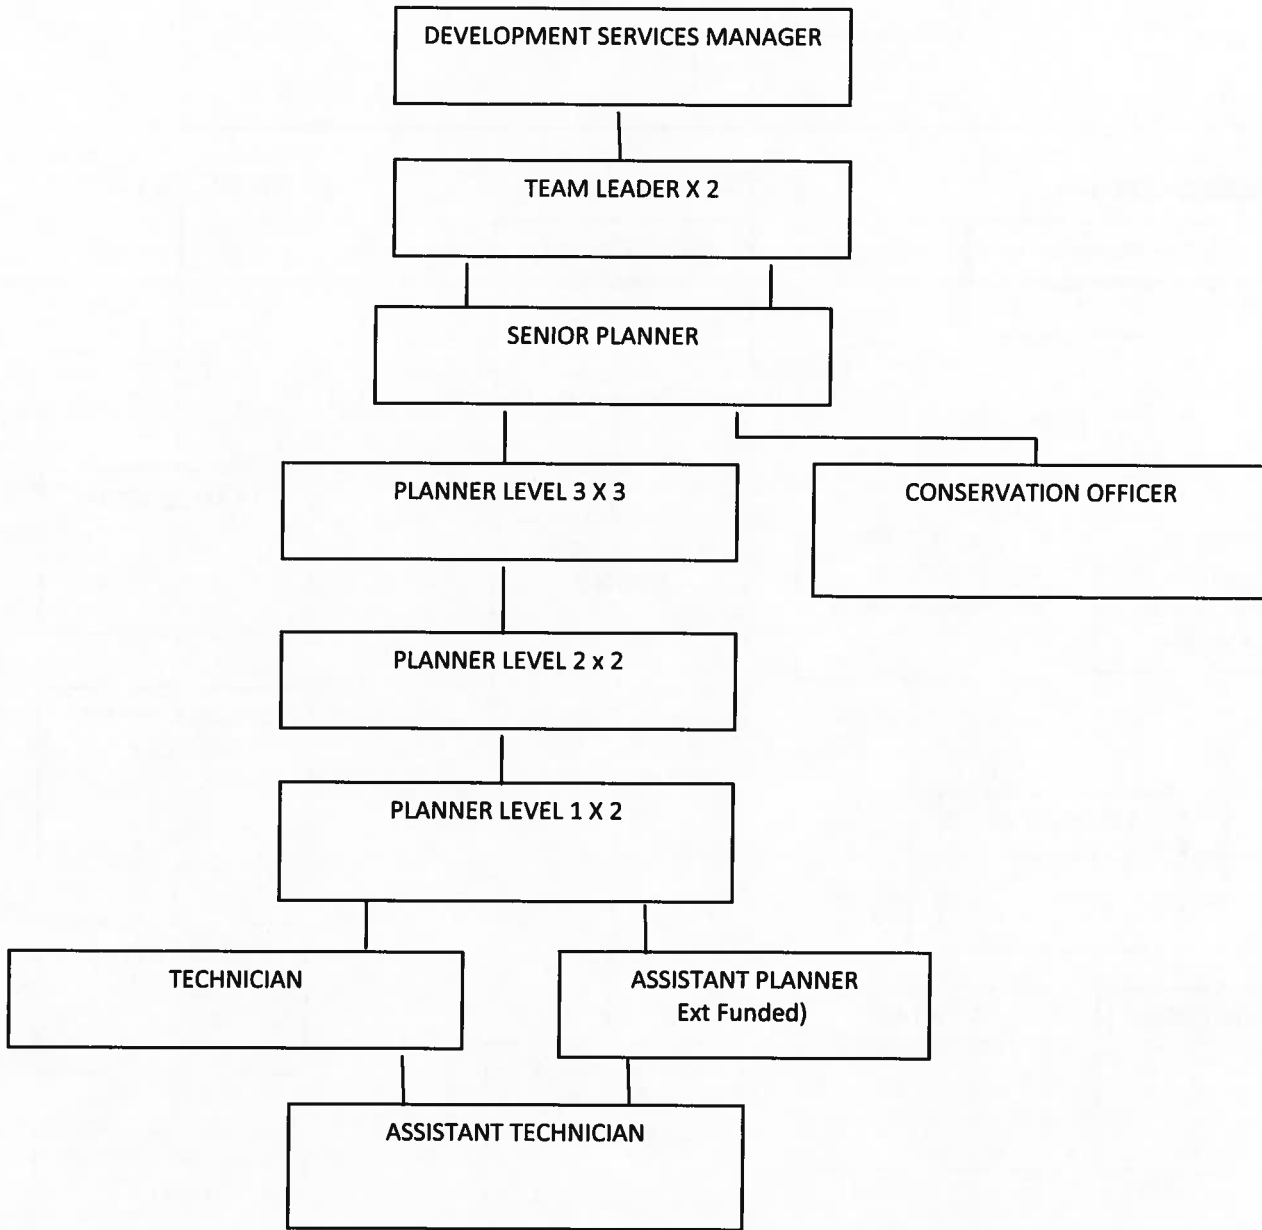 DEVELOPMENT SERVICES MANAGER
TEAM LEADER X 2
SENIOR PLANNER
PLANNER LEVEL 3 X 3
CONSERVATION OFFICER
PLANNER LEVEL 2 x 2
PLANNER LEVEL 1 X 2
TECHNICIAN
ASSISTANT PLANNER
Ext Funded)
ASSISTANT TECHNICIAN